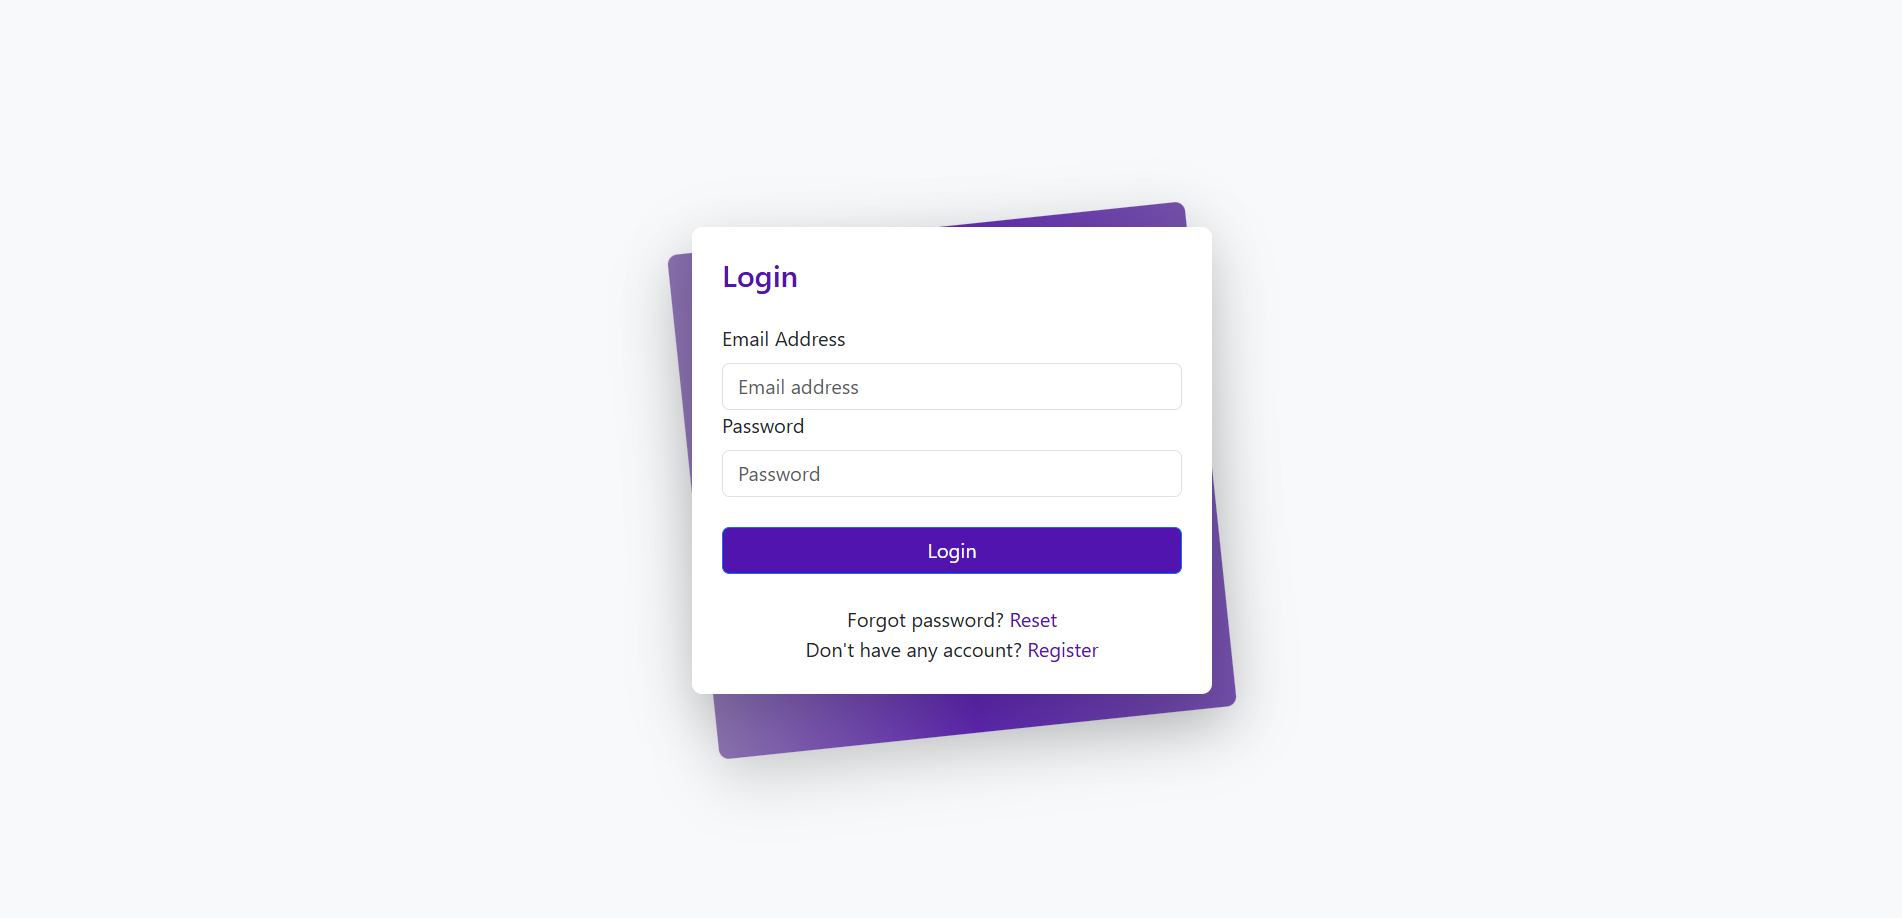 Login
Email Address
Email address
Password
Password
Login
Forgot password? Reset
Don't have any account? Register